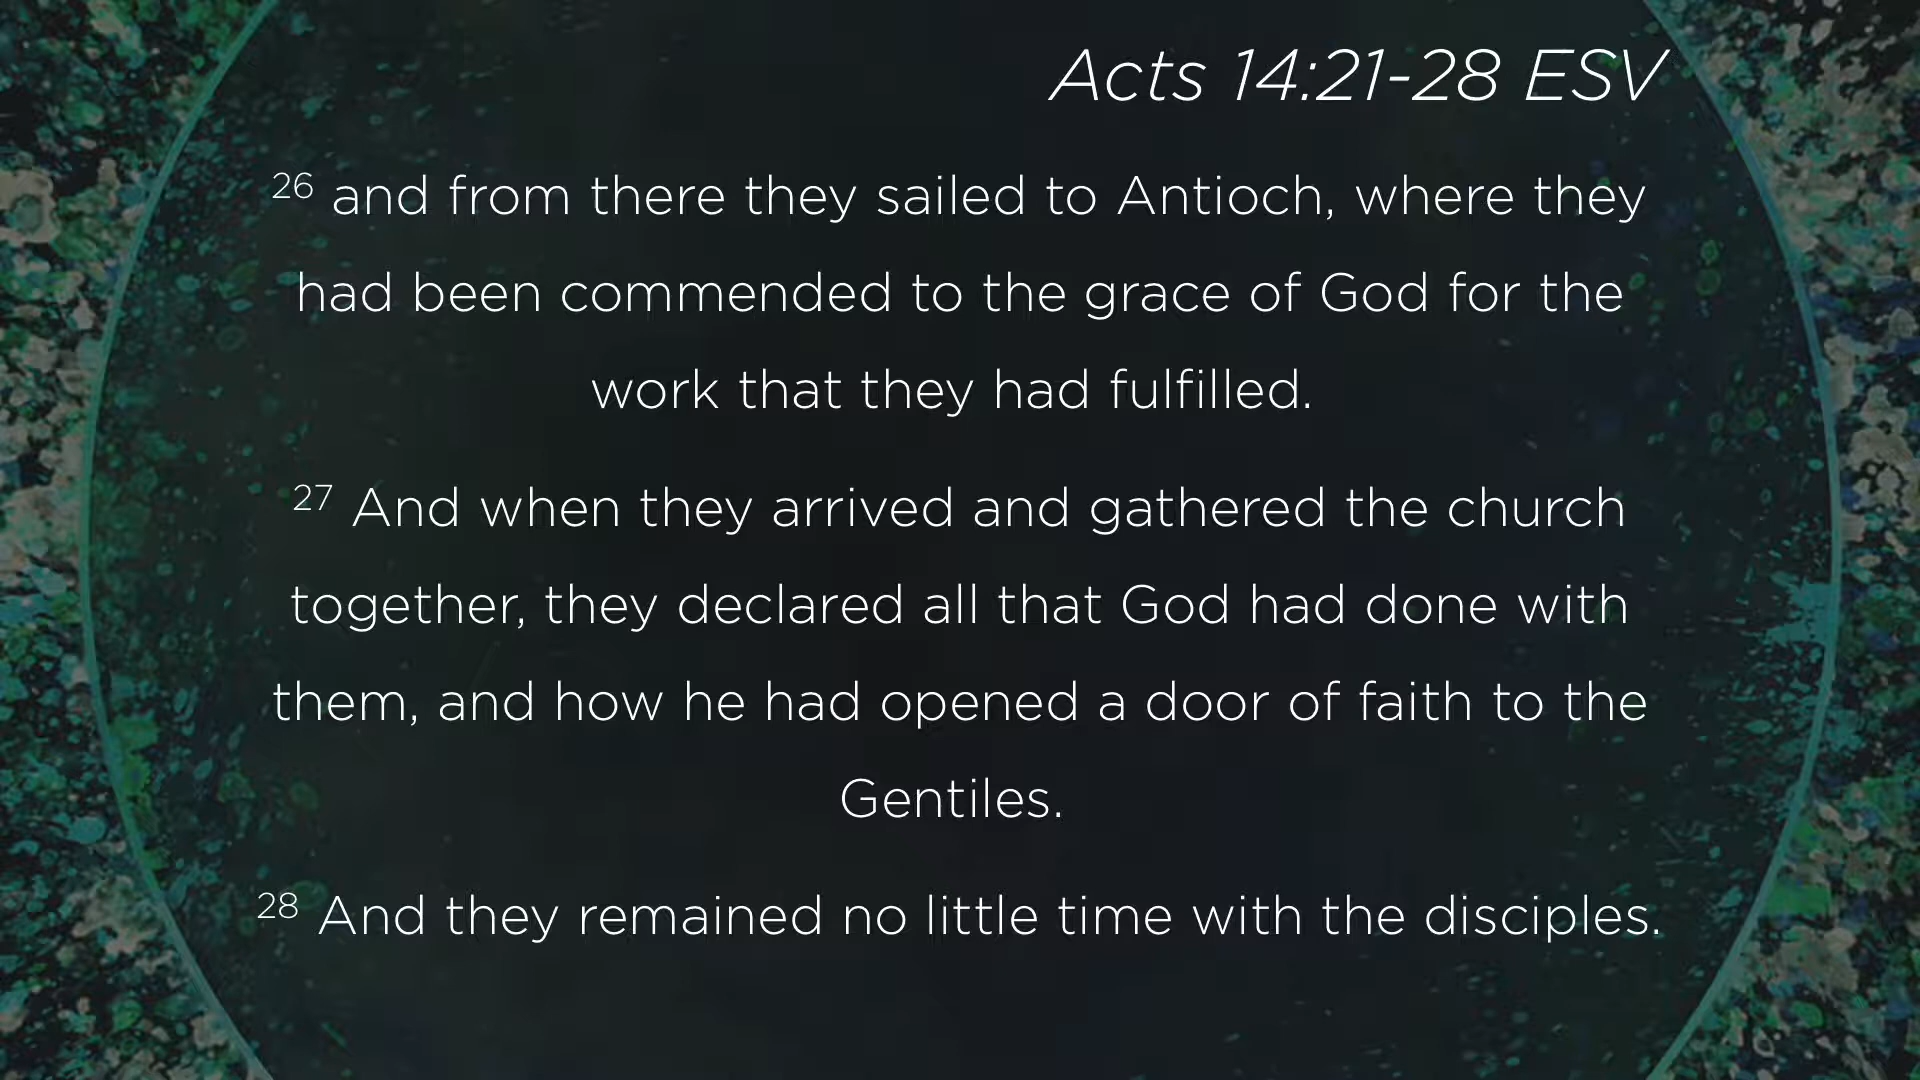 Acts 14:21-28 ESV
26 and from there they sailed to Antioch, where they
had been commended to the grace of God for the
work that they had fulfilled.
27 And when they arrived and gathered the church
together, they declared all that God had done with
them, and how he had opened a door of faith to the
Gentiles.
28 And they remained no little time with the disciples.